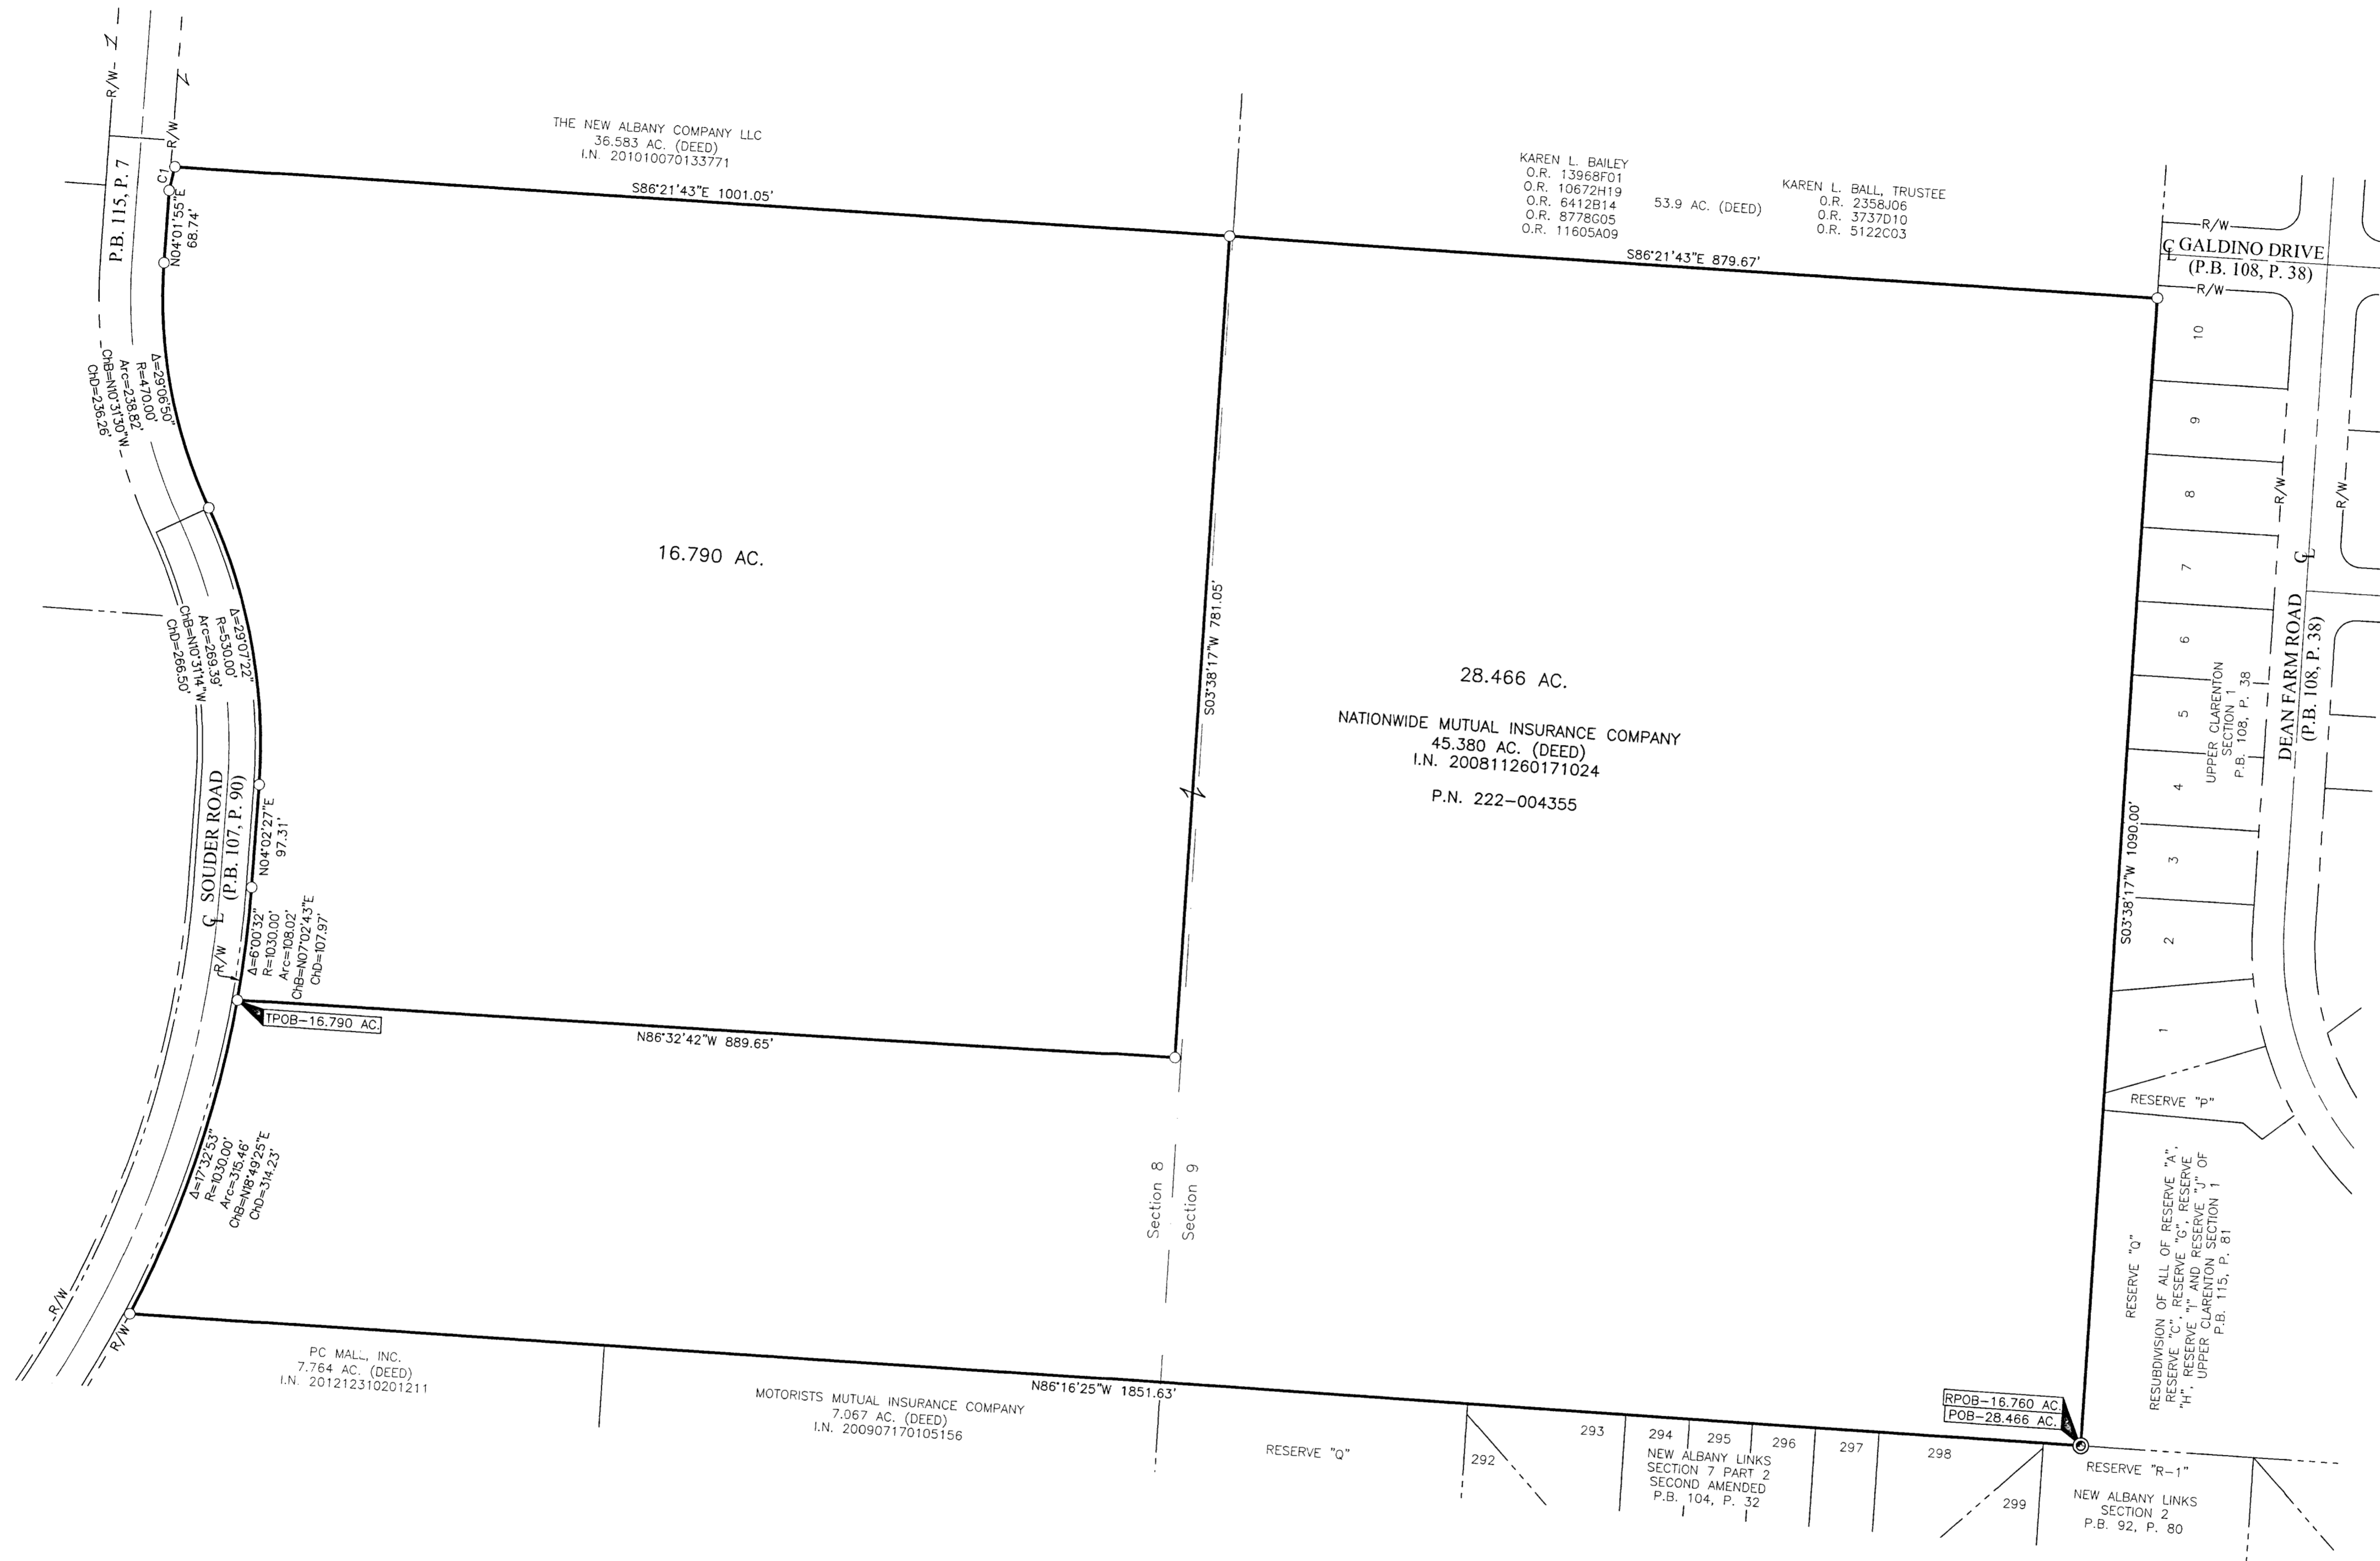 R/W
R/W
P.B. 115, P. 7
C1
N04°01'55"E
68.74'
THE NEW ALBANY COMPANY LLC
36.583 AC. (DEED)
I.N. 201010070133771
S86°21'43"E 1001.05'
KAREN L. BAILEY
O.R. 13968F01
O.R. 10672H19
O.R. 6412B14
O.R. 8778G05
O.R. 11605A09
53.9 AC. (DEED)
KAREN L. BALL, TRUSTEE
O.R. 2358J06
O.R. 3737D10
O.R. 5122C03
S86°21'43"E 879.67'
R/W
CL GALDINO DRIVE
(P.B. 108, P. 38)
R/W
Δ=29°06'50"
R=470.00'
Arc=238.82'
ChB=N10°31'30"W
ChD=236.26'
Δ=29°07'22"
R=530.00'
Arc=269.39'
ChB=N10°31'14"W
ChD=266.50'
16.790 AC.
S03°38'17"W 781.05'
28.466 AC.
NATIONWIDE MUTUAL INSURANCE COMPANY
45.380 AC. (DEED)
I.N. 200811260171024
P.N. 222-004355
10
9
8
7
6
5
4
3
2
1
R/W
R/W
CL
DEAN FARM ROAD
(P.B. 108, P. 38)
UPPER CLARENTON
SECTION 1
P.B. 108, P. 38
S03°38'17"W 1090.00'
CL SOUDER ROAD
(P.B. 107, P. 90)
N04°02'27"E
97.31'
R/W
Δ=6°00'32"
R=1030.00'
Arc=108.02'
ChB=N07°02'43"E
ChD=107.97'
TPOB-16.790 AC.
N86°32'42"W 889.65'
Δ=17°32'53"
R=1030.00'
Arc=315.46'
ChB=N18°49'25"E
ChD=314.23'
Section 8
Section 9
RESERVE "P"
RESERVE "Q"
RESUBDIVISION OF ALL OF RESERVE "A",
RESERVE "C", RESERVE "G", RESERVE
"H", RESERVE "I" AND RESERVE "J" OF
UPPER CLARENTON SECTION 1
P.B. 115, P. 81
R/W
R/W
PC MALL, INC.
7.764 AC. (DEED)
I.N. 201212310201211
MOTORISTS MUTUAL INSURANCE COMPANY
7.067 AC. (DEED)
I.N. 200907170105156
N86°16'25"W 1851.63'
RPOB-16.760 AC.
POB-28.466 AC.
RESERVE "Q"
292
293
294
295
296
297
298
299
NEW ALBANY LINKS
SECTION 7 PART 2
SECOND AMENDED
P.B. 104, P. 32
RESERVE "R-1"
NEW ALBANY LINKS
SECTION 2
P.B. 92, P. 80